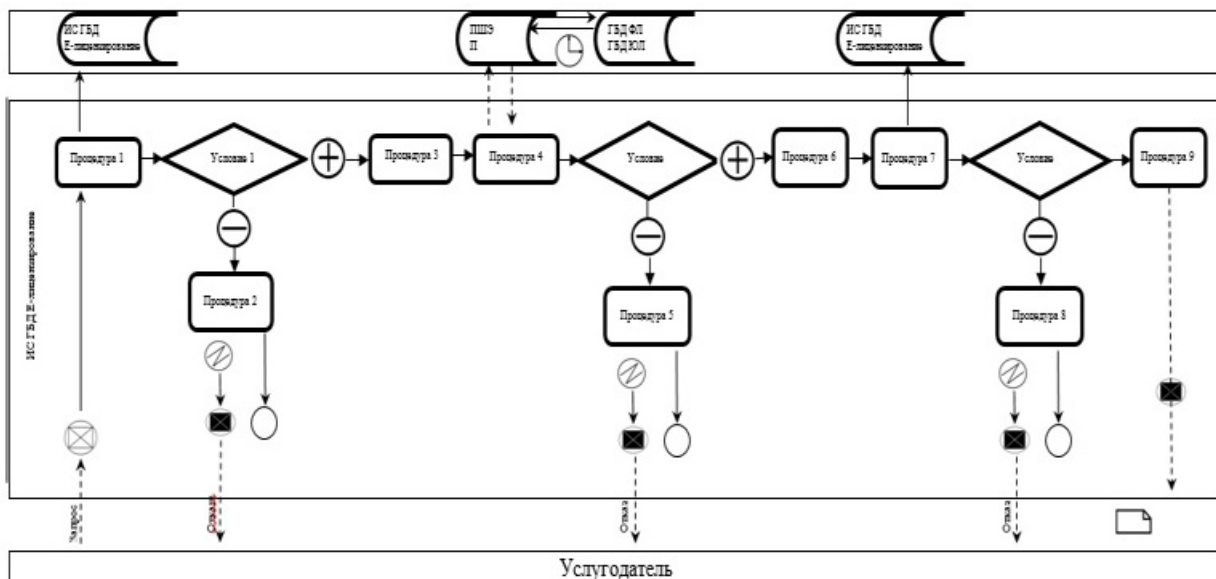 ИС ГБД
Е-лицензирование
ПШЭ
П
ГБД ФЛ
ГБД ЮЛ
ИС ГБД
Е-лицензирование
Процедура 1
Условие 1
Процедура 3
Процедура 4
Условие
Процедура 6
Процедура 7
Условие
Процедура 9
ИС ГБД Е-лицензирование
Процедура 2
Процедура 5
Процедура 8
Запрос
Отказ
Отказ
Услугодатель